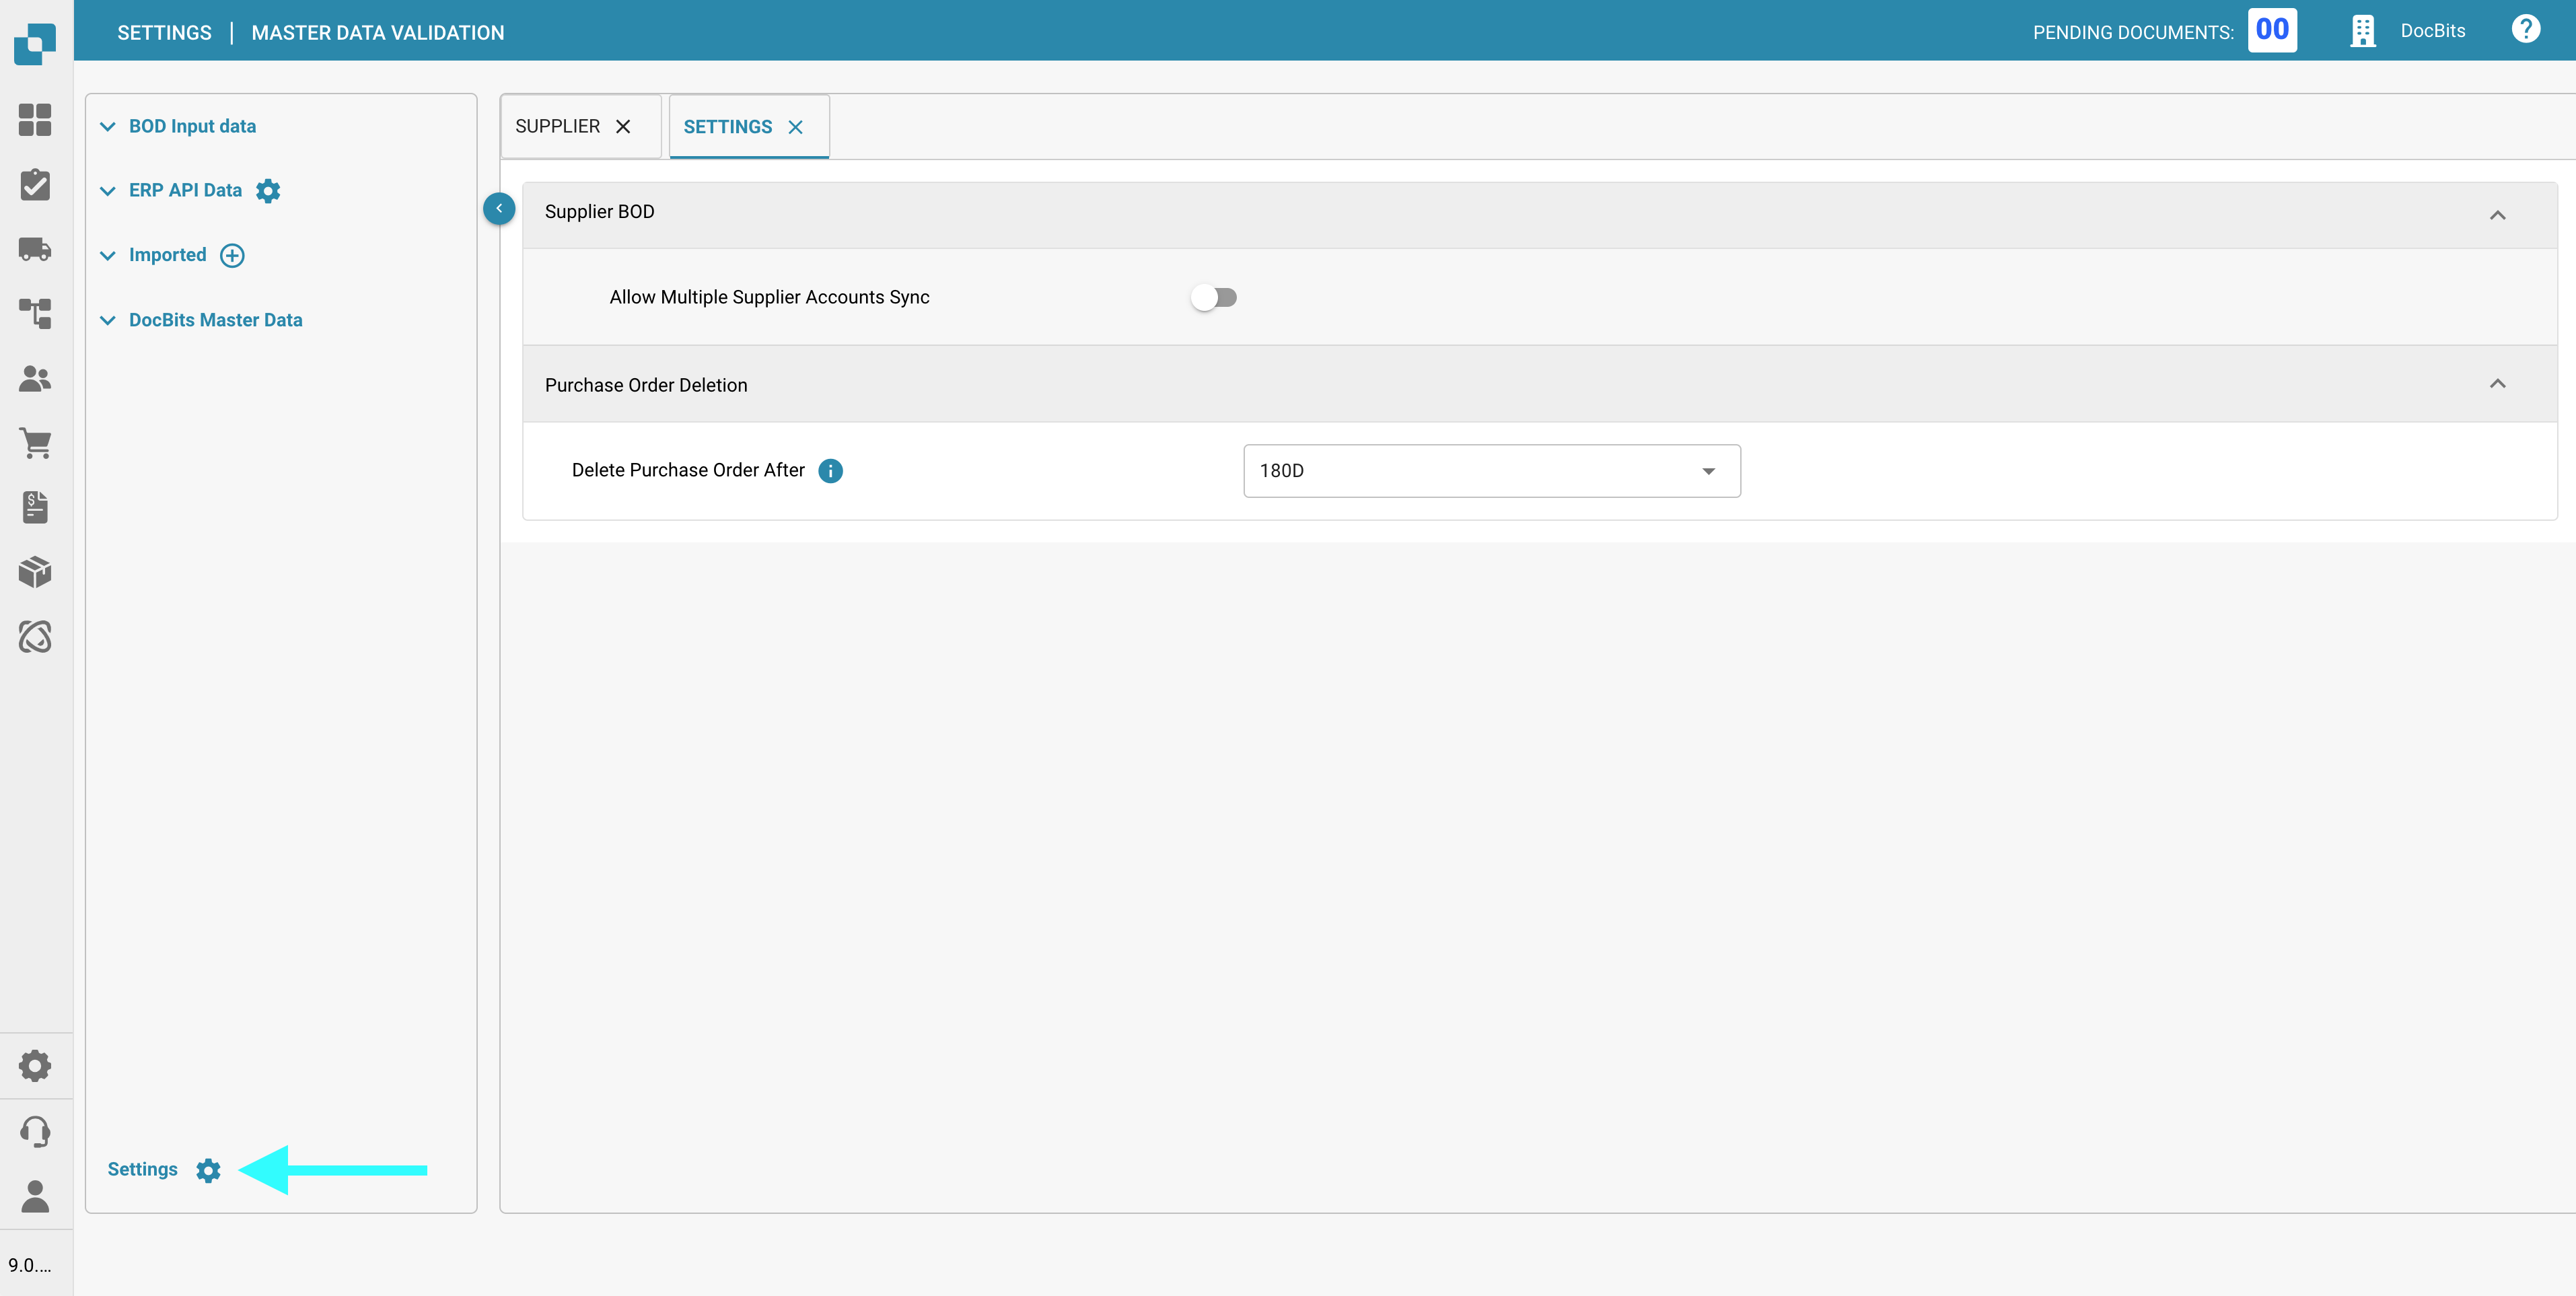 SETTINGS | MASTER DATA VALIDATION
PENDING DOCUMENTS: 00
DocBits
BOD Input data
ERP API Data
Imported
DocBits Master Data
Settings
9.0....
SUPPLIER
SETTINGS
Supplier BOD
Allow Multiple Supplier Accounts Sync
Purchase Order Deletion
Delete Purchase Order After
180D